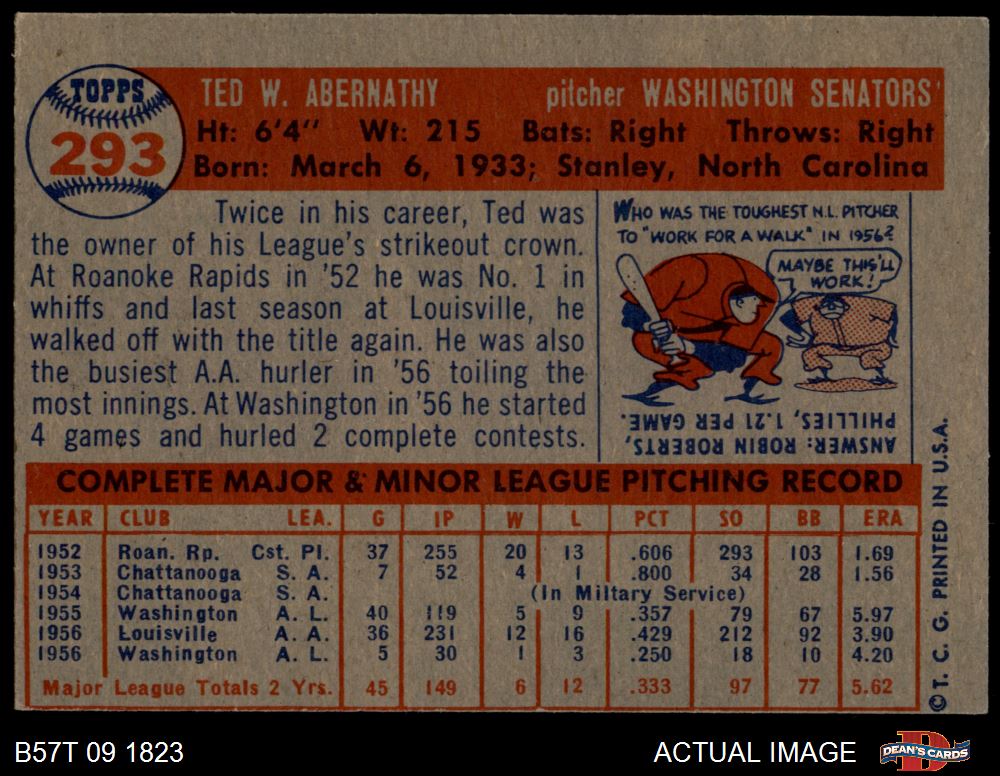 TOPPS
293
TED W. ABERNATHY pitcher WASHINGTON SENATORS
Ht: 6'4" Wt: 215 Bats: Right Throws: Right
Born: March 6, 1933; Stanley, North Carolina
Twice in his career, Ted was
the owner of his League's strikeout crown.
At Roanoke Rapids in '52 he was No. 1 in
whiffs and last season at Louisville, he
walked off with the title again. He was also
the busiest A.A. hurler in '56 toiling the
most innings. At Washington in '56 he started
4 games and hurled 2 complete contests.
WHO WAS THE TOUGHEST N.L. PITCHER
TO "WORK FOR A WALK" IN 1956?
MAYBE THIS'LL
WORK!
ANSWER: ROBIN ROBERTS,
PHILLIES, 1.21 PER GAME.
COMPLETE MAJOR & MINOR LEAGUE PITCHING RECORD
YEAR CLUB LEA. G IP W L PCT SO BB ERA
1952 Roan. Rp. Cst. Pl. 37 255 20 13 .606 293 103 1.69
1953 Chattanooga S. A. 7 52 4 1 .800 34 28 1.56
1954 Chattanooga S. A. (In Miltary Service)
1955 Washington A. L. 40 119 5 9 .357 79 67 5.97
1956 Louisville A. A. 36 231 12 16 .429 212 92 3.90
1956 Washington A. L. 5 30 1 3 .250 18 10 4.20
Major League Totals 2 Yrs. 45 149 6 12 .333 97 77 5.62
© T. C. G. PRINTED IN U.S.A.
B57T 09 1823
ACTUAL IMAGE
D
DEAN'S CARDS